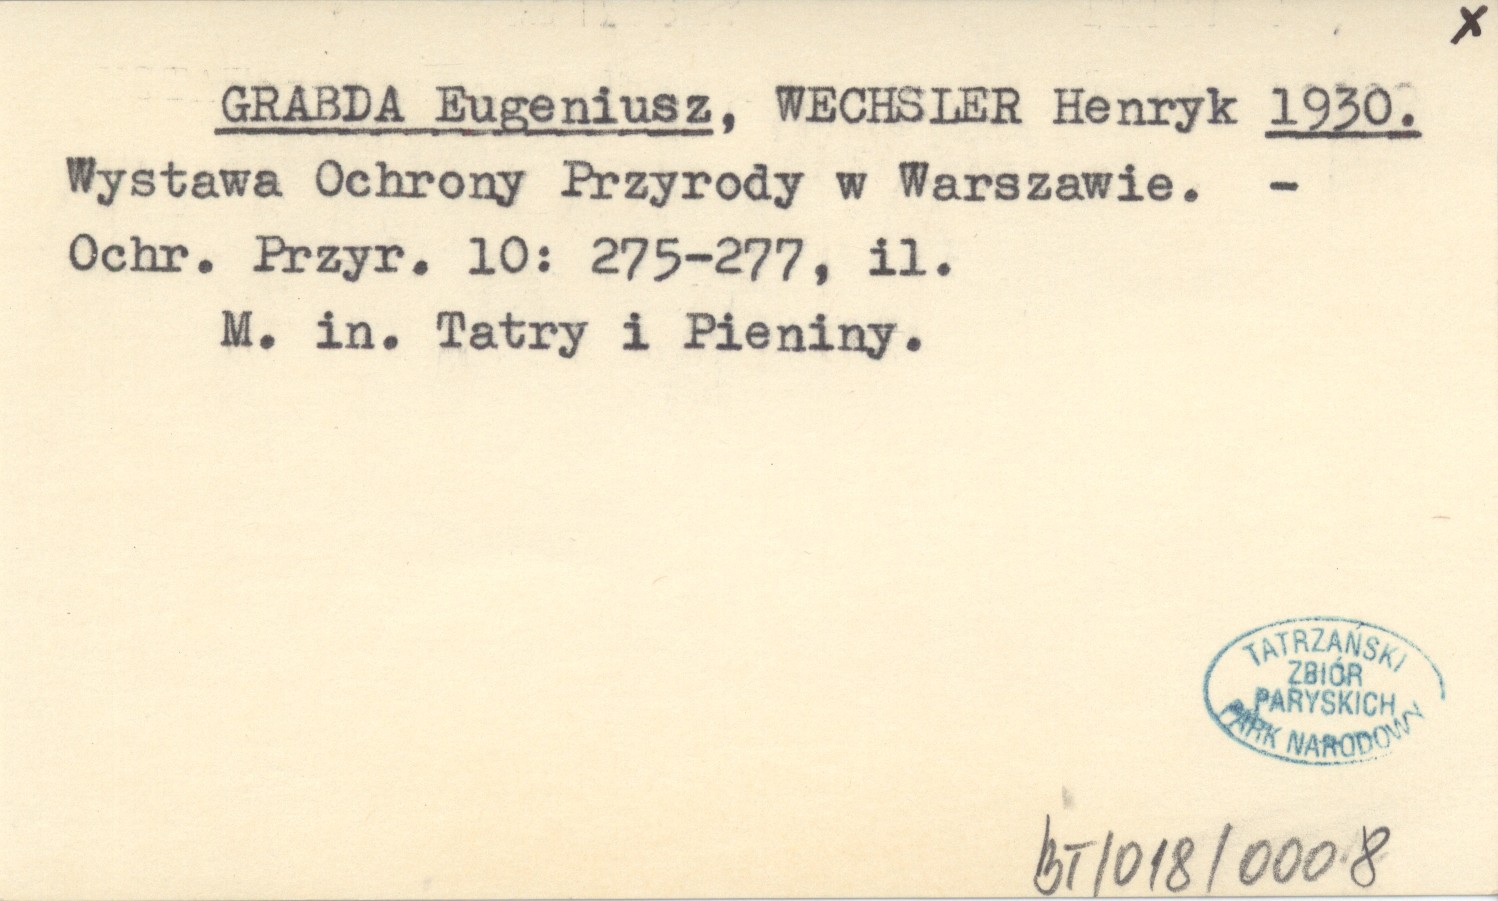 x
GRABDA Eugeniusz, WECHSLER Henryk 1930.
Wystawa Ochrony Przyrody w Warszawie. -
Ochr. Przyr. 10: 275-277, il.
M. in. Tatry i Pieniny.
TATRZAŃSKI
ZBIÓR
PARYSKICH
PARK NARODOWY
BT/018/0008